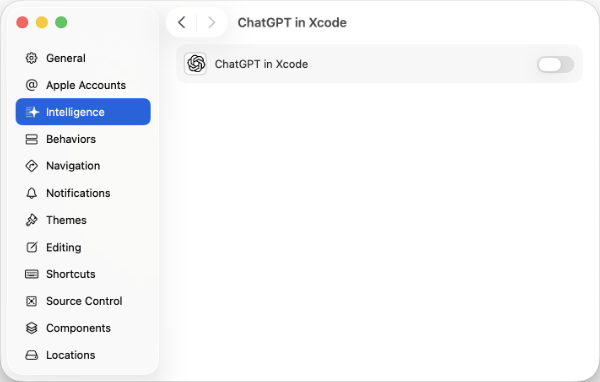 ChatGPT in Xcode
General
Apple Accounts
Intelligence
Behaviors
Navigation
Notifications
Themes
Editing
Shortcuts
Source Control
Components
Locations
ChatGPT in Xcode